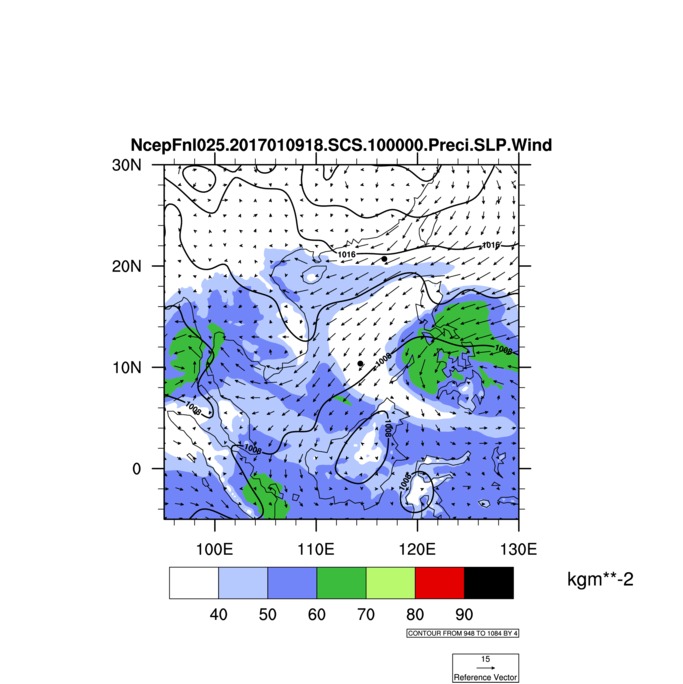 NcepFnl025.2017010918.SCS.100000.Preci.SLP.Wind
30N
1016
1016
20N
1008
1008
10N
1008
1008
1008
1008
0
100E 110E 120E 130E
kgm**-2
40 50 60 70 80 90
CONTOUR FROM 948 TO 1084 BY 4
15
Reference Vector